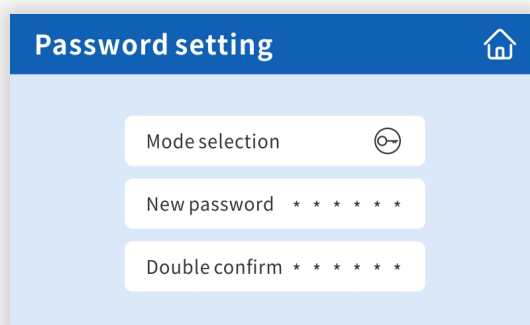 Password setting
Mode selection
New password * * * * * *
Double confirm * * * * * *